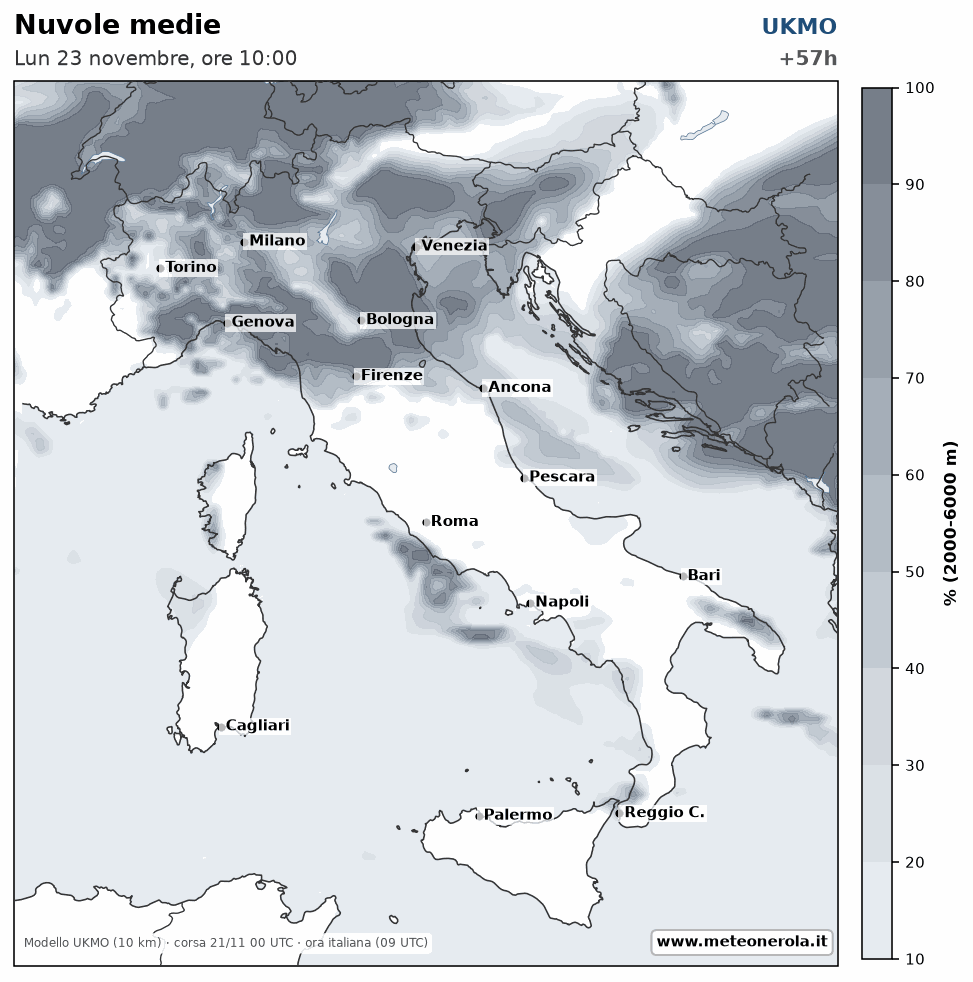 Nuvole medie
UKMO
Lun 23 novembre, ore 10:00
+57h
100
90
80
70
60
50
40
30
20
10
% (2000-6000 m)
Milano
Venezia
Torino
Genova
Bologna
Firenze
Ancona
Pescara
Roma
Bari
Napoli
Cagliari
Palermo
Reggio C.
Modello UKMO (10 km) · corsa 21/11 00 UTC · ora italiana (09 UTC)
www.meteonerola.it